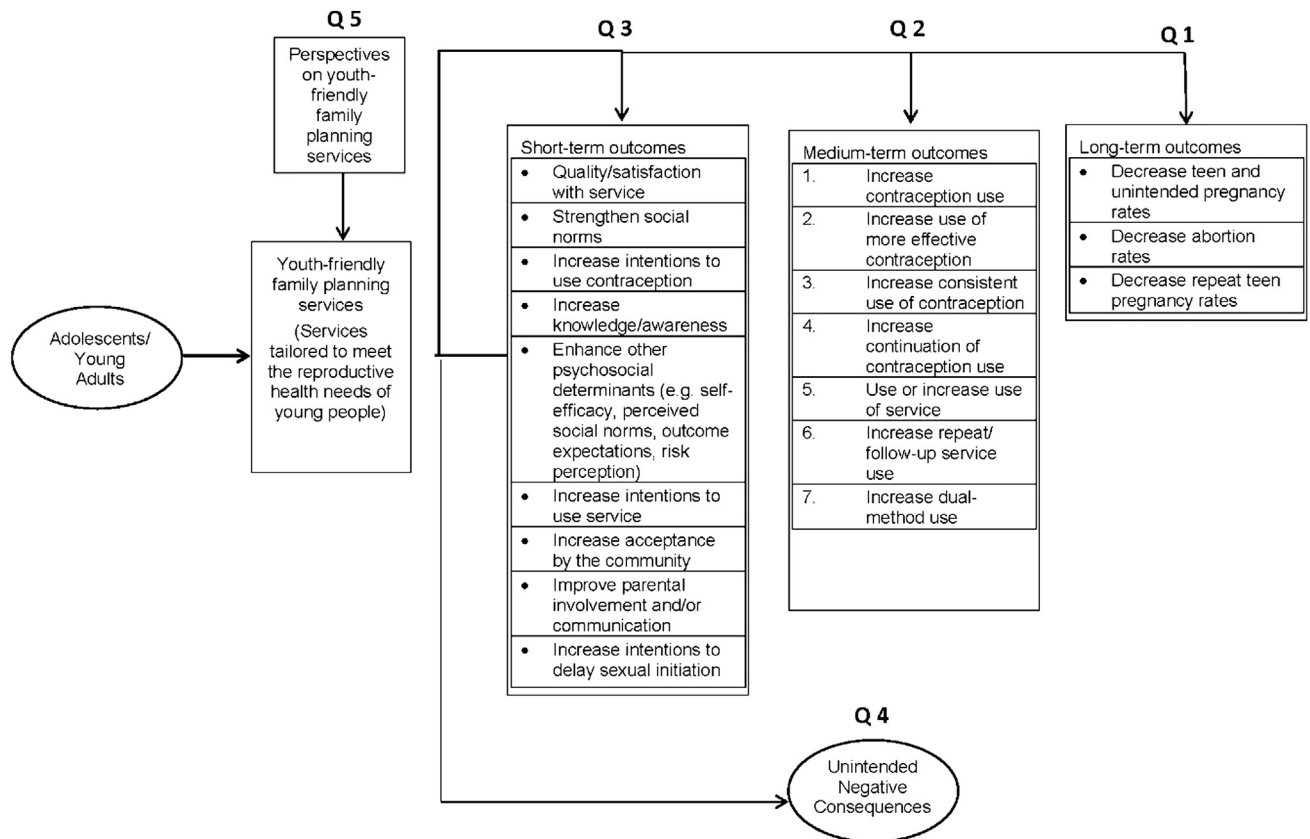 Q 5
Perspectives
on youth-
friendly
family
planning
services
Adolescents/
Young
Adults
Youth-friendly
family planning
services
(Services
tailored to meet
the reproductive
health needs of
young people)
Q 3
Short-term outcomes
• Quality/satisfaction
with service
• Strengthen social
norms
• Increase intentions to
use contraception
• Increase
knowledge/awareness
• Enhance other
psychosocial
determinants (e.g. self-
efficacy, perceived
social norms, outcome
expectations, risk
perception)
• Increase intentions to
use service
• Increase acceptance
by the community
• Improve parental
involvement and/or
communication
• Increase intentions to
delay sexual initiation
Q 2
Medium-term outcomes
1. Increase
contraception use
2. Increase use of
more effective
contraception
3. Increase consistent
use of contraception
4. Increase
continuation of
contraception use
5. Use or increase use
of service
6. Increase repeat/
follow-up service
use
7. Increase dual-
method use
Q 1
Long-term outcomes
• Decrease teen and
unintended pregnancy
rates
• Decrease abortion
rates
• Decrease repeat teen
pregnancy rates
Q 4
Unintended
Negative
Consequences